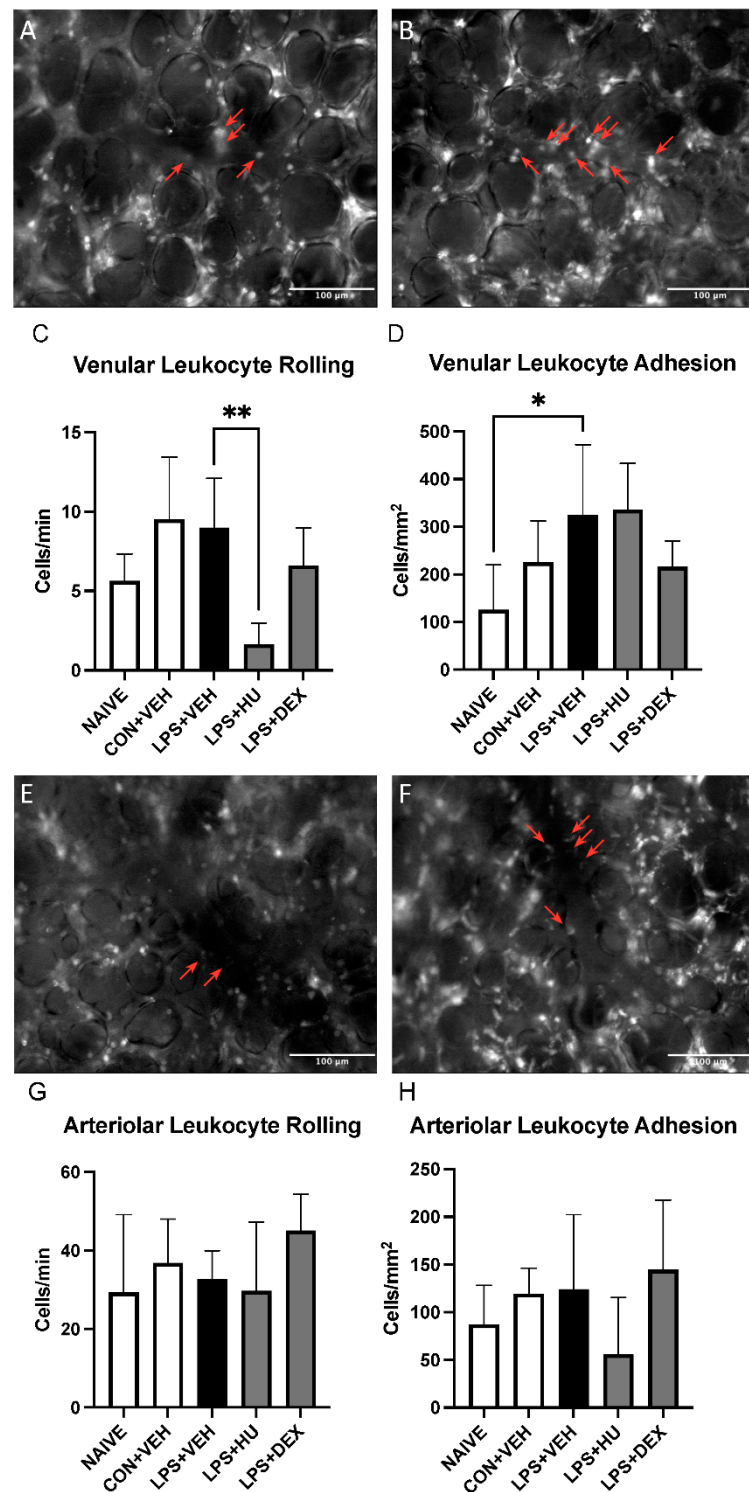 A
B
100 µm
100 µm
C
D
Venular Leukocyte Rolling
Venular Leukocyte Adhesion
**
*
15
10
5
0
Cells/min
500
400
300
200
100
0
Cells/mm²
NAIVE
CON+VEH
LPS+VEH
LPS+HU
LPS+DEX
NAIVE
CON+VEH
LPS+VEH
LPS+HU
LPS+DEX
E
F
100 µm
100 µm
G
H
Arteriolar Leukocyte Rolling
Arteriolar Leukocyte Adhesion
60
40
20
0
Cells/min
250
200
150
100
50
0
Cells/mm²
NAIVE
CON+VEH
LPS+VEH
LPS+HU
LPS+DEX
NAIVE
CON+VEH
LPS+VEH
LPS+HU
LPS+DEX